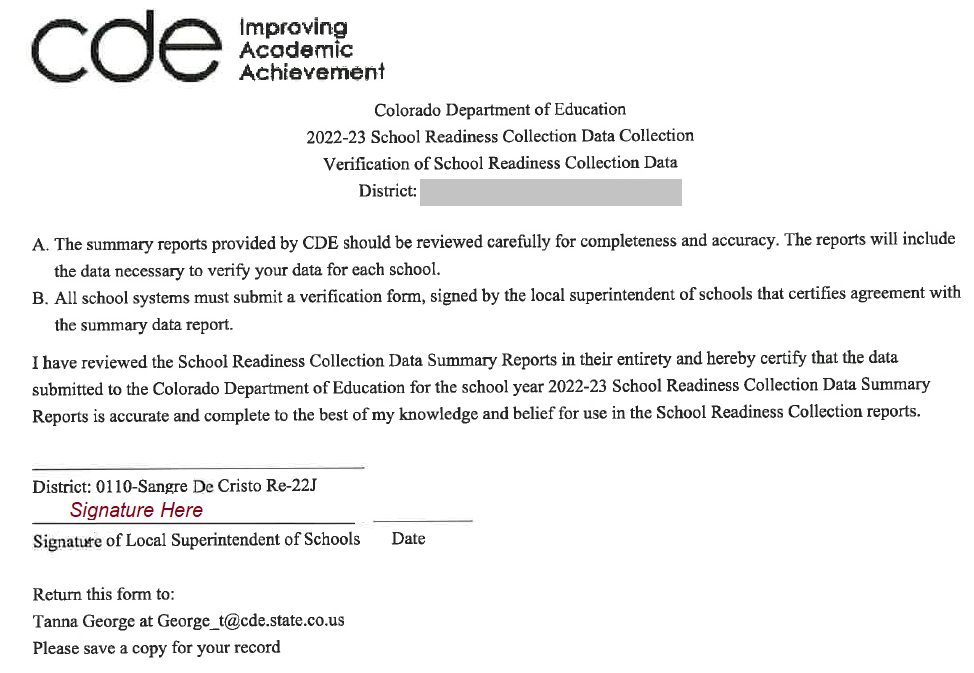 cde Improving
Academic
Achievement
Colorado Department of Education
2022-23 School Readiness Collection Data Collection
Verification of School Readiness Collection Data
District:
A. The summary reports provided by CDE should be reviewed carefully for completeness and accuracy. The reports will include
the data necessary to verify your data for each school.
B. All school systems must submit a verification form, signed by the local superintendent of schools that certifies agreement with
the summary data report.
I have reviewed the School Readiness Collection Data Summary Reports in their entirety and hereby certify that the data
submitted to the Colorado Department of Education for the school year 2022-23 School Readiness Collection Data Summary
Reports is accurate and complete to the best of my knowledge and belief for use in the School Readiness Collection reports.
District: 0110-Sangre De Cristo Re-22J
Signature Here
Signature of Local Superintendent of Schools Date
Return this form to:
Tanna George at George_t@cde.state.co.us
Please save a copy for your record